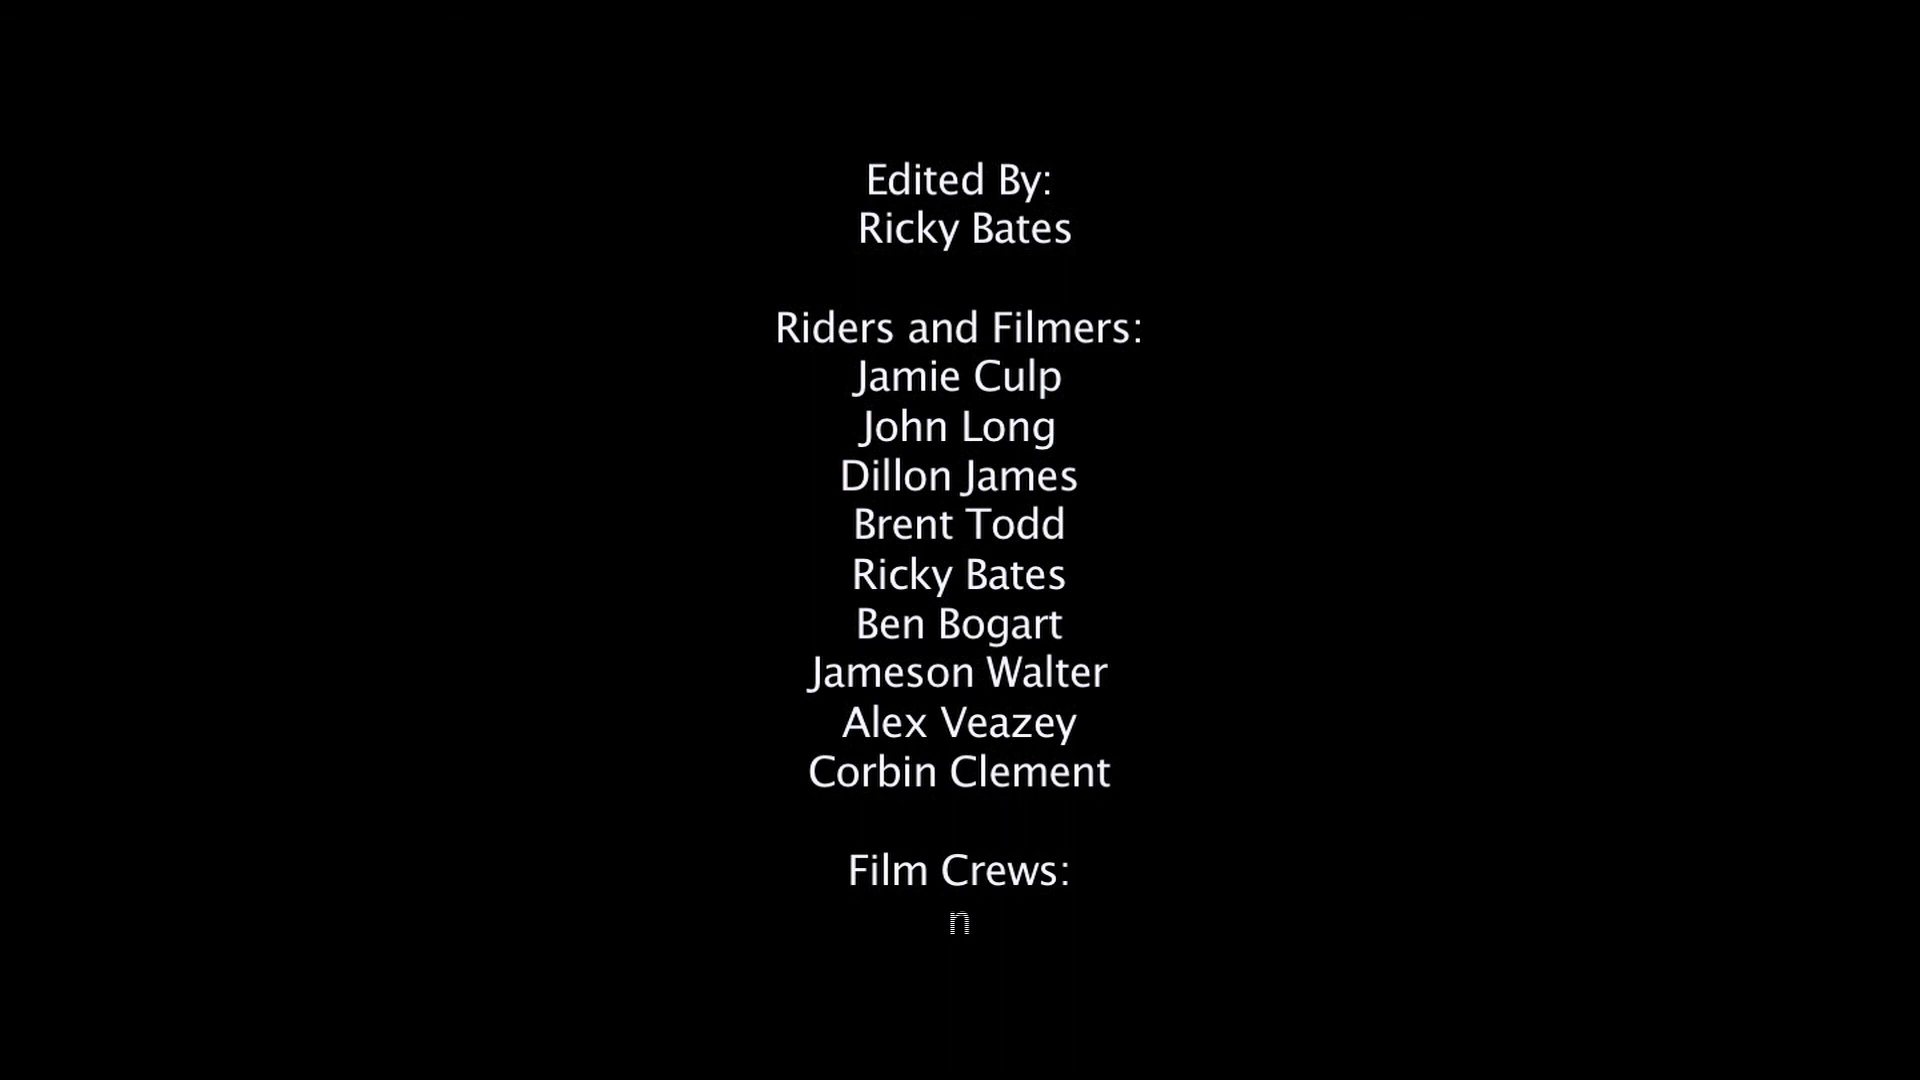 Edited By:
Ricky Bates
Riders and Filmers:
Jamie Culp
John Long
Dillon James
Brent Todd
Ricky Bates
Ben Bogart
Jameson Walter
Alex Veazey
Corbin Clement
Film Crews:
n